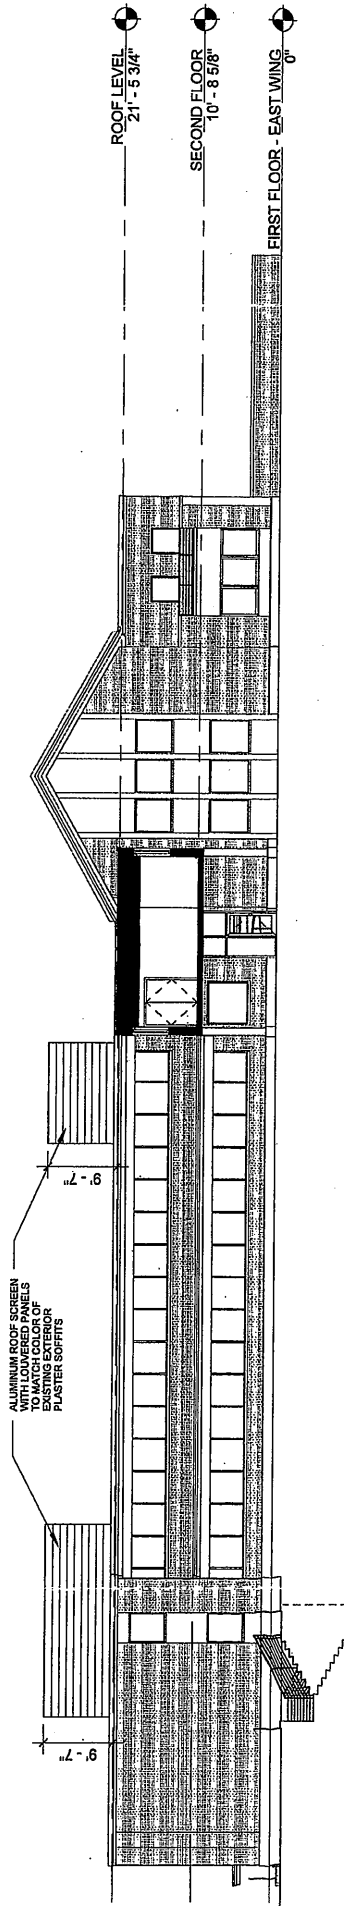 ALUMINUM ROOF SCREEN
WITH LOUVERED PANELS
TO MATCH COLOR OF
EXISTING EXTERIOR
PLASTER SOFFITS
9' - 7"
9' - 7"
ROOF LEVEL
21' - 5 3/4"
SECOND FLOOR
10' - 8 5/8"
FIRST FLOOR - EAST WING
0"